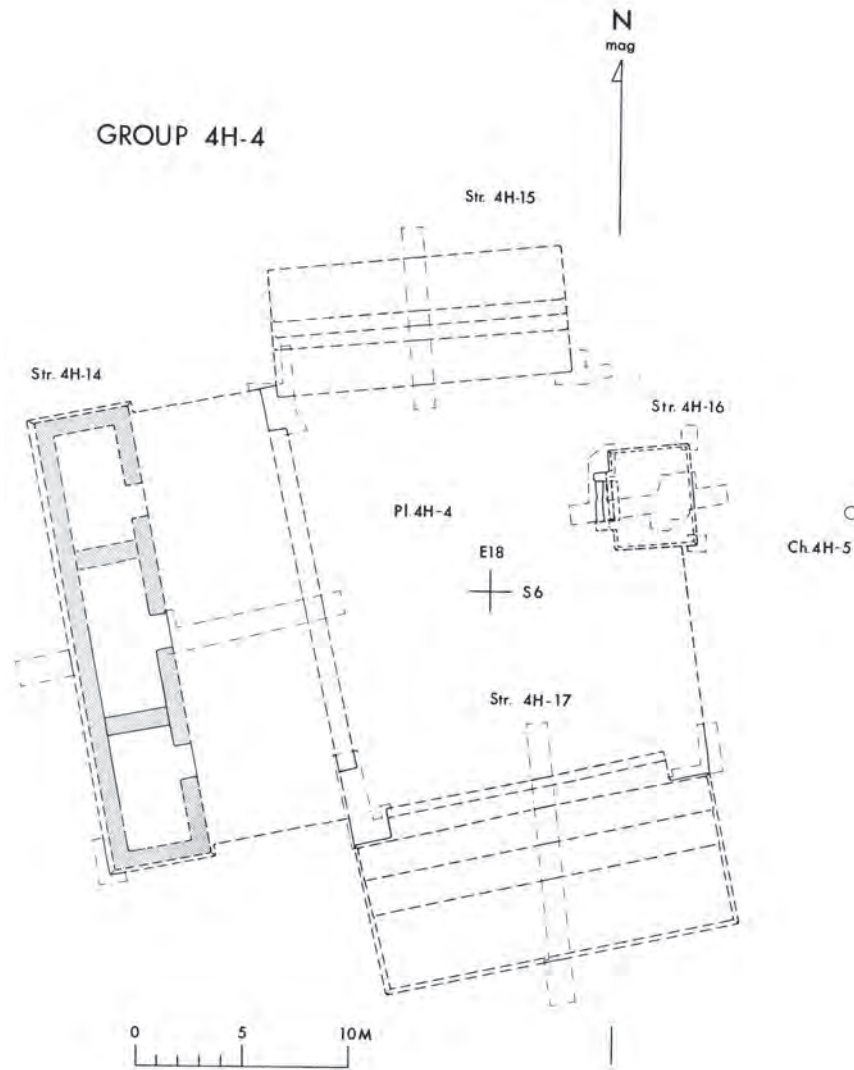 N
mag
GROUP 4H-4
Str. 4H-15
Str. 4H-14
Str. 4H-16
Pl. 4H-4
E18
S6
Ch. 4H-5
Str. 4H-17
0 5 10M